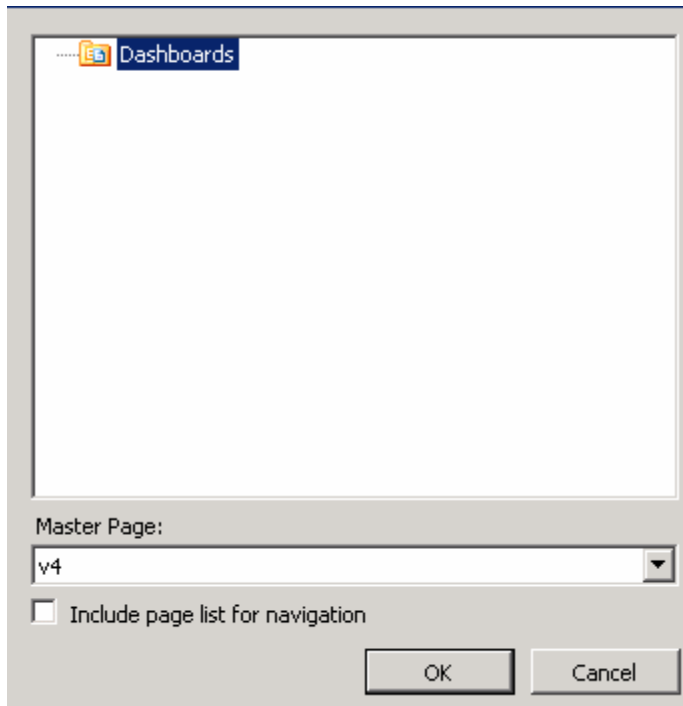 Dashboards
Master Page:
v4
Include page list for navigation
OK Cancel